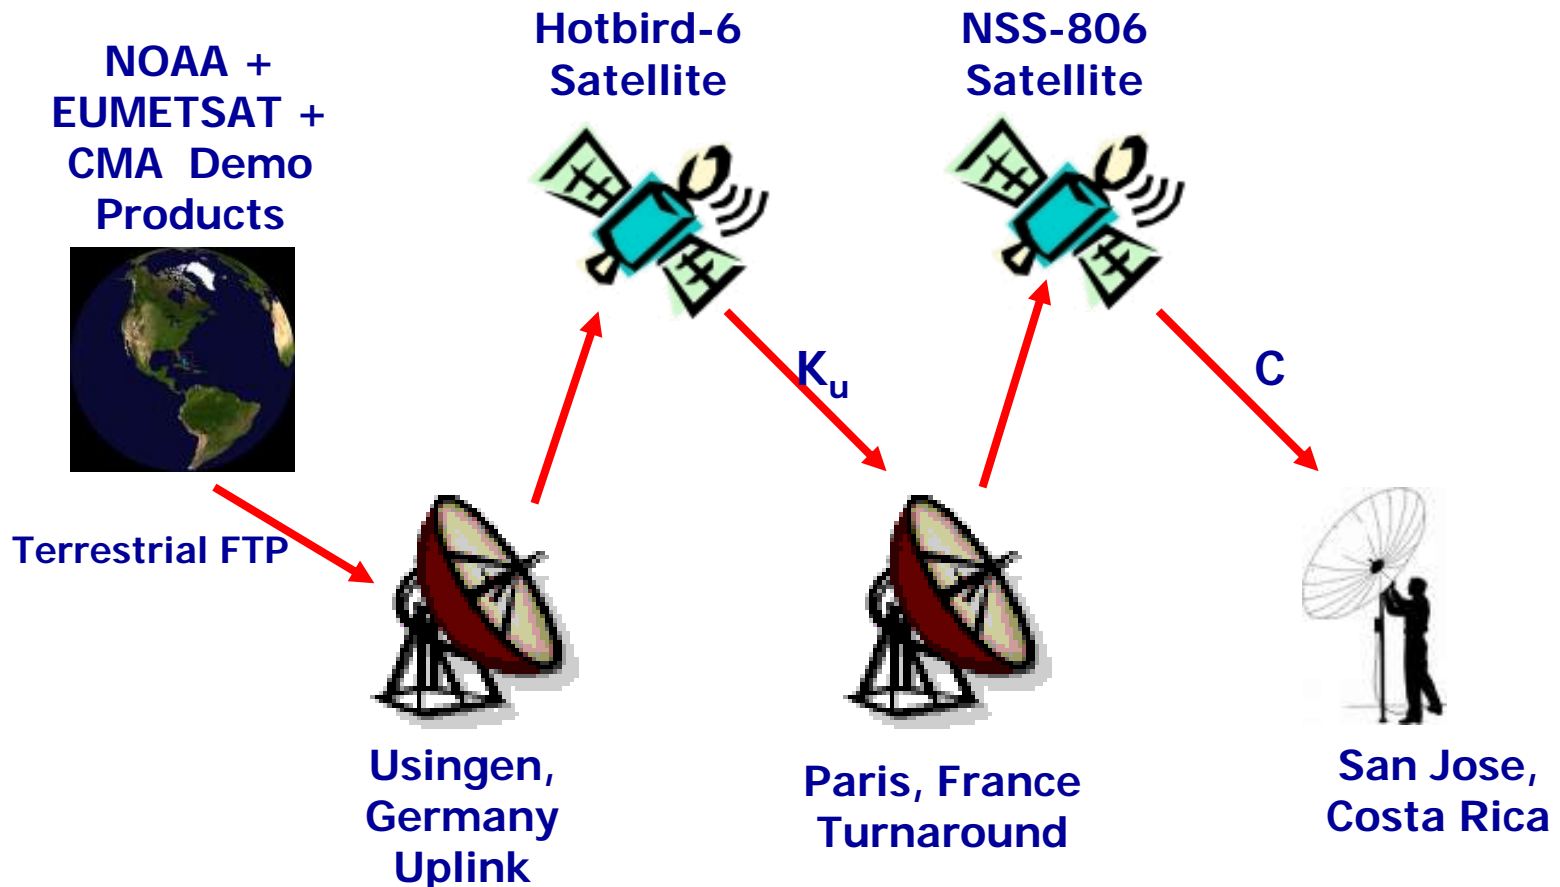 NOAA +
EUMETSAT +
CMA Demo
Products
Hotbird-6
Satellite
NSS-806
Satellite
Ku
C
Terrestrial FTP
Usingen,
Germany
Uplink
Paris, France
Turnaround
San Jose,
Costa Rica